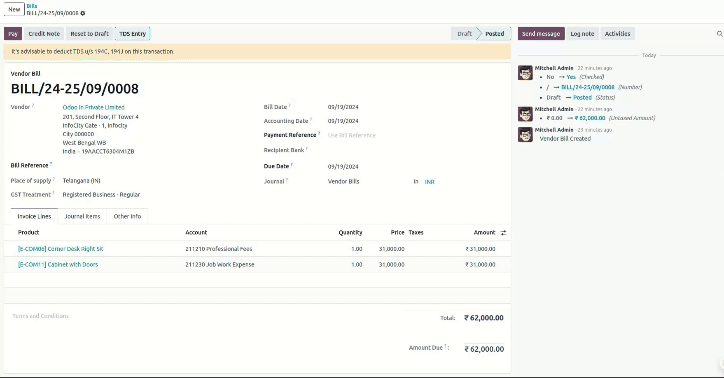 New
Bills
BILL/24-25/09/0008
Pay Credit Note Reset to Draft TDS Entry Draft Posted
It's advisable to deduct TDS u/s 194C, 194J on this transaction.
Vendor Bill
BILL/24-25/09/0008
Vendor ? Odoo In Private Limited
201, Second Floor, IT Tower 4
InfoCity Gate - 1, Infocity
City 000000
West Bengal WB
India - 19AACCT6304M1ZB
Bill Reference ?
Place of supply ? Telangana (IN)
GST Treatment ? Registered Business - Regular
Bill Date ? 09/19/2024
Accounting Date ? 09/19/2024
Payment Reference ? Use Bill Reference
Recipient Bank ?
Due Date ? 09/19/2024
Journal ? Vendor Bills in INR
Invoice Lines Journal Items Other Info
Product Account Quantity Price Taxes Amount
[E-COM06] Corner Desk Right Sit 211210 Professional Fees 1.00 31,000.00 ₹ 31,000.00
[E-COM11] Cabinet with Doors 211230 Job Work Expense 1.00 31,000.00 ₹ 31,000.00
Terms and Conditions
Total: ₹ 62,000.00
Amount Due ? : ₹ 62,000.00
Send message Log note Activities
Today
Mitchell Admin - 22 minutes ago
• No → Yes (Checked)
• / → BILL/24-25/09/0008 (Number)
• Draft → Posted (Status)
Mitchell Admin - 22 minutes ago
• ₹ 0.00 → ₹ 62,000.00 (Untaxed Amount)
Mitchell Admin - 23 minutes ago
Vendor Bill Created